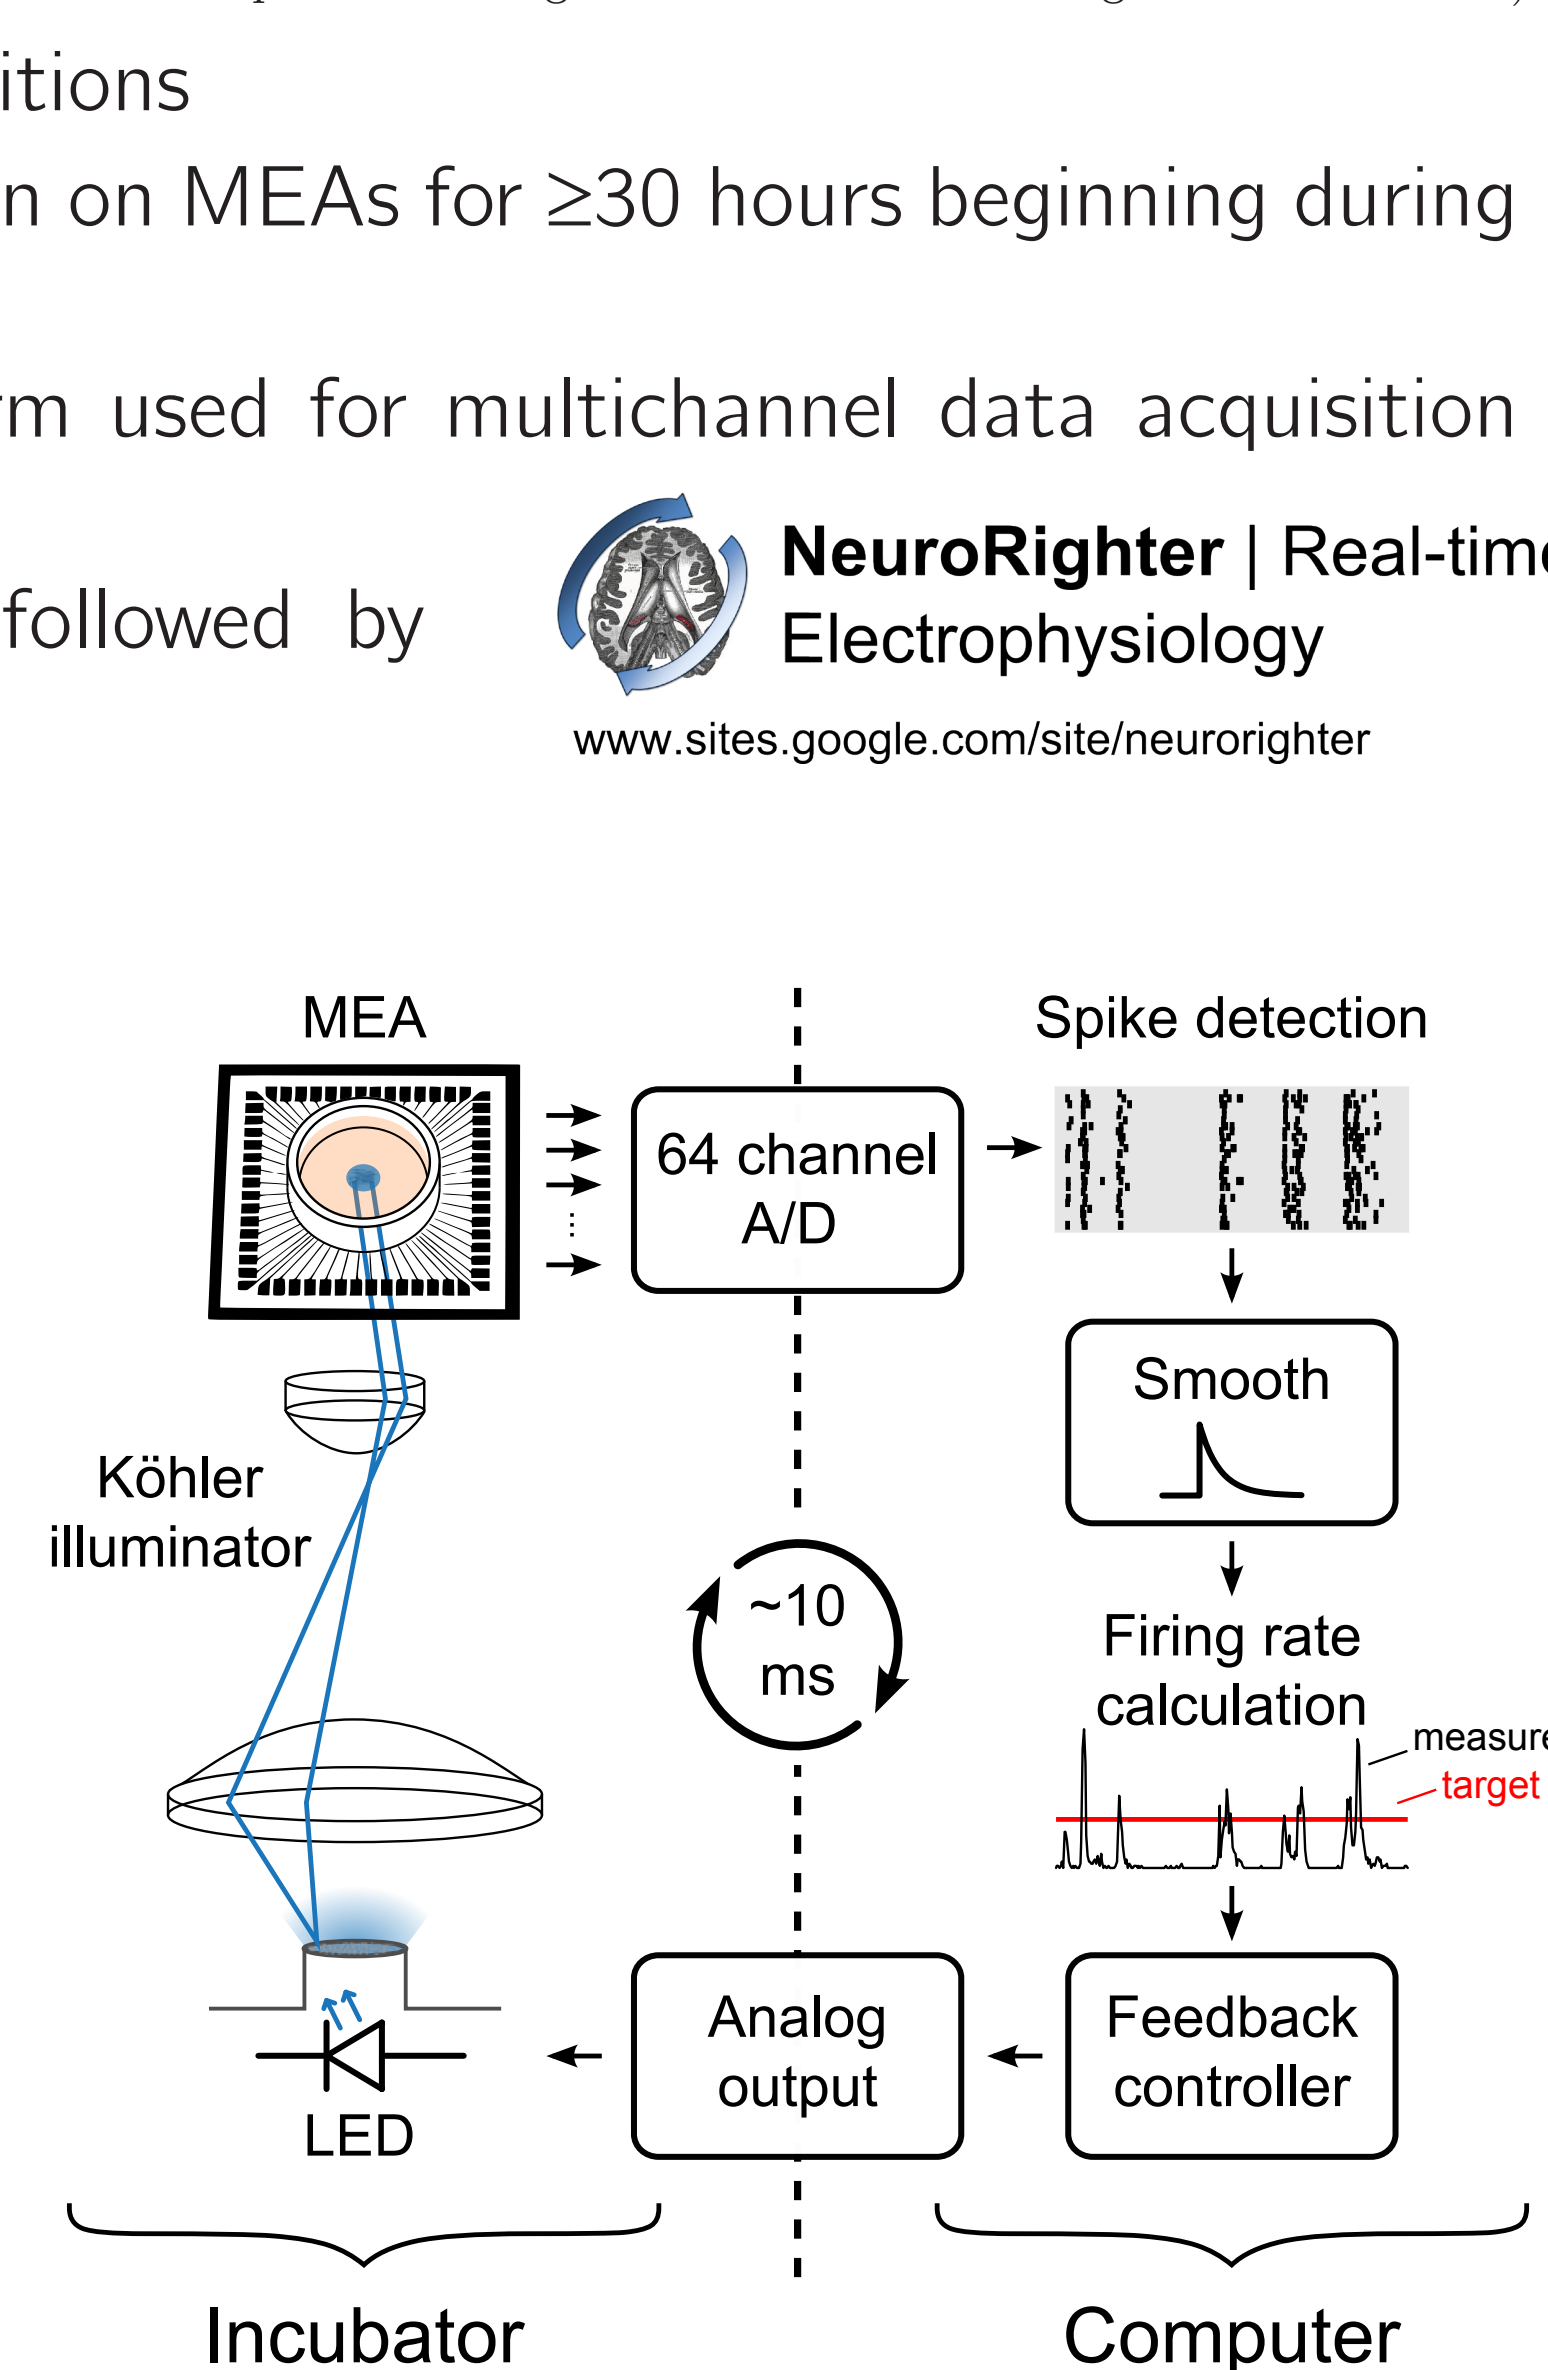 itions
n on MEAs for ≥30 hours beginning during
rm used for multichannel data acquisition
followed by
NeuroRighter | Real-time
Electrophysiology
www.sites.google.com/site/neurorighter
MEA
Spike detection
64 channel
A/D
Smooth
Köhler
illuminator
~10
ms
Firing rate
calculation
measure
target
Analog
output
Feedback
controller
LED
Incubator
Computer